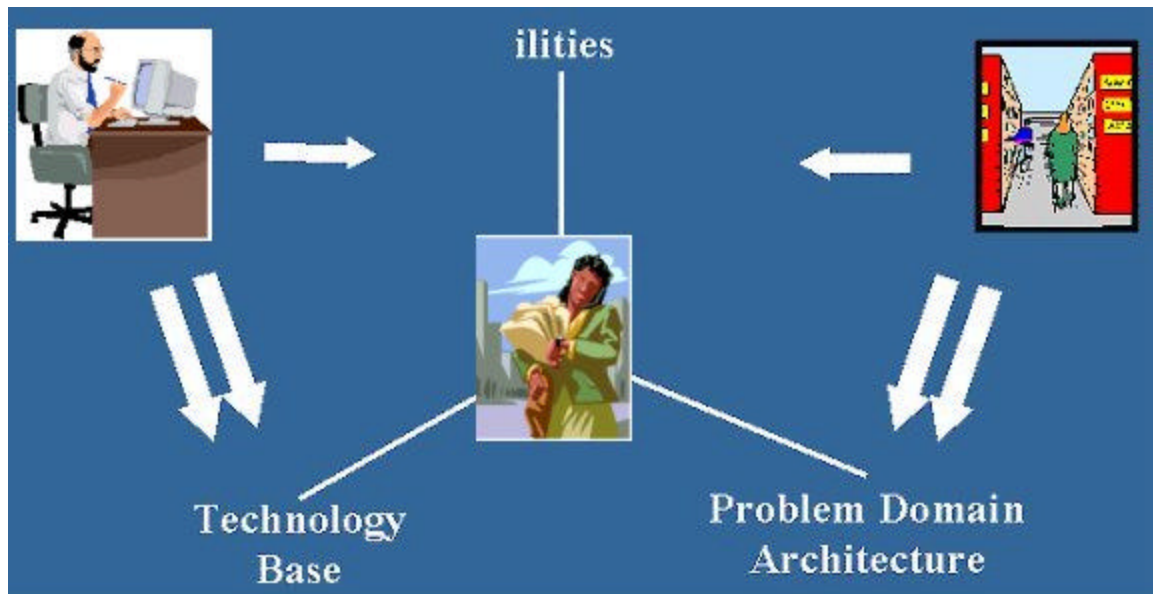 ilities
Technology
Base
Problem Domain
Architecture